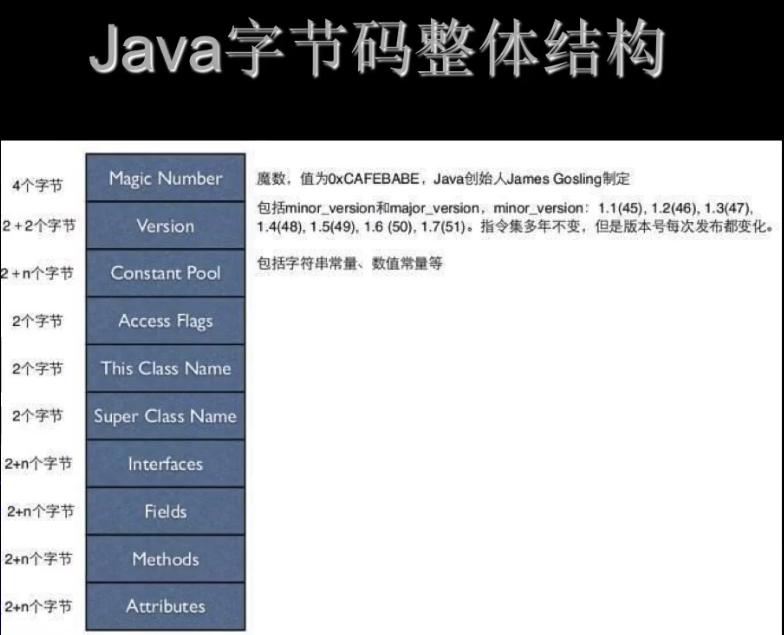 Java字节码整体结构
4个字节 Magic Number 魔数，值为0xCAFEBABE，Java创始人James Gosling制定
2+2个字节 Version 包括minor_version和major_version，minor_version：1.1(45), 1.2(46), 1.3(47),
1.4(48), 1.5(49), 1.6 (50), 1.7(51)。指令集多年不变，但是版本号每次发布都变化。
2+n个字节 Constant Pool 包括字符串常量、数值常量等
2个字节 Access Flags
2个字节 This Class Name
2个字节 Super Class Name
2+n个字节 Interfaces
2+n个字节 Fields
2+n个字节 Methods
2+n个字节 Attributes